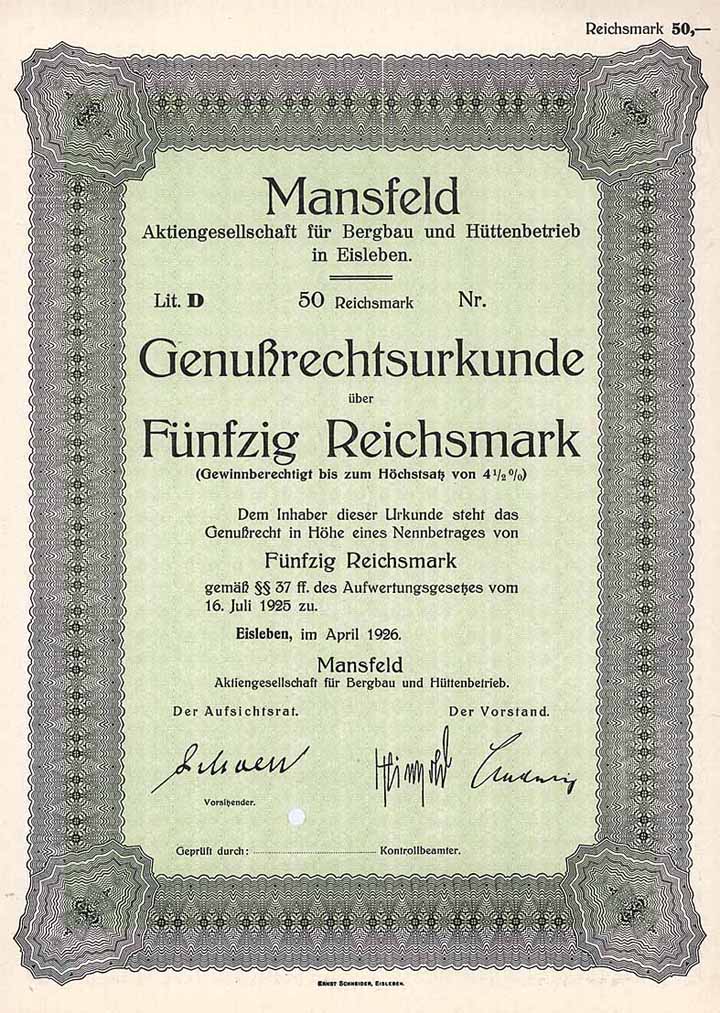 Reichsmark 50,—
Mansfeld
Aktiengesellschaft für Bergbau und Hüttenbetrieb
in Eisleben.
Lit. D 50 Reichsmark Nr.
Genußrechtsurkunde
über
Fünfzig Reichsmark
(Gewinnberechtigt bis zum Höchstsatz von 4 1/2 %)
Dem Inhaber dieser Urkunde steht das
Genußrecht in Höhe eines Nennbetrages von
Fünfzig Reichsmark
gemäß §§ 37 ff. des Aufwertungsgesetzes vom
16. Juli 1925 zu.
Eisleben, im April 1926.
Mansfeld
Aktiengesellschaft für Bergbau und Hüttenbetrieb.
Der Aufsichtsrat. Der Vorstand.
Vorsitzender.
Geprüft durch: Kontrollbeamter.
Ernst Schneider, Eisleben.